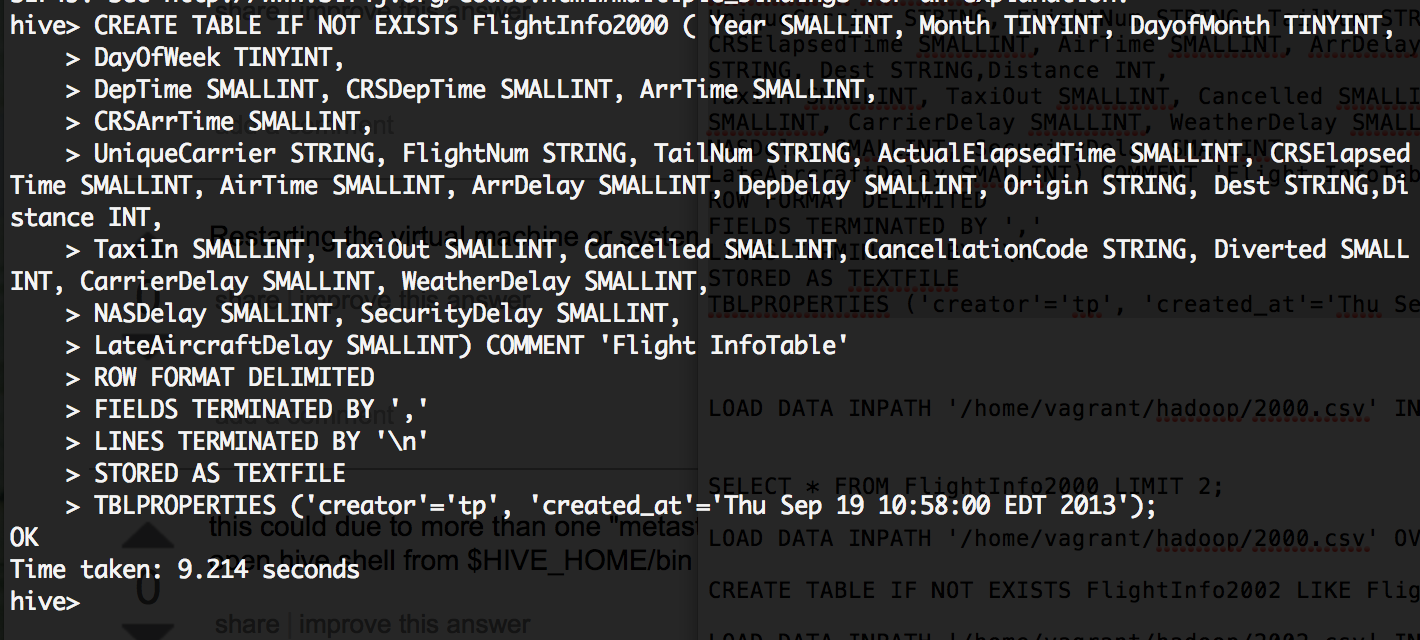 hive> CREATE TABLE IF NOT EXISTS FlightInfo2000 ( Year SMALLINT, Month TINYINT, DayofMonth TINYINT,
> DayOfWeek TINYINT,
> DepTime SMALLINT, CRSDepTime SMALLINT, ArrTime SMALLINT,
> CRSArrTime SMALLINT,
> UniqueCarrier STRING, FlightNum STRING, TailNum STRING, ActualElapsedTime SMALLINT, CRSElapsed
Time SMALLINT, AirTime SMALLINT, ArrDelay SMALLINT, DepDelay SMALLINT, Origin STRING, Dest STRING,Di
stance INT,
> TaxiIn SMALLINT, TaxiOut SMALLINT, Cancelled SMALLINT, CancellationCode STRING, Diverted SMALL
INT, CarrierDelay SMALLINT, WeatherDelay SMALLINT,
> NASDelay SMALLINT, SecurityDelay SMALLINT,
> LateAircraftDelay SMALLINT) COMMENT 'Flight InfoTable'
> ROW FORMAT DELIMITED
> FIELDS TERMINATED BY ','
> LINES TERMINATED BY '\n'
> STORED AS TEXTFILE
> TBLPROPERTIES ('creator'='tp', 'created_at'='Thu Sep 19 10:58:00 EDT 2013');
OK
Time taken: 9.214 seconds
hive>
Restarting the virtual machine or system
share | improve this answer
0
this could due to more than one "metast
open hive shell from $HIVE_HOME/bin
0
share | improve this answer
CRSElapsedTime SMALLINT, AirTime SMALLINT, ArrDelay
STRING, Dest STRING,Distance INT,
TaxiIn SMALLINT, TaxiOut SMALLINT, Cancelled SMALLI
SMALLINT, CarrierDelay SMALLINT, WeatherDelay SMALL
ROW FORMAT DELIMITED
FIELDS TERMINATED BY ','
STORED AS TEXTFILE
TBLPROPERTIES ('creator'='tp', 'created_at'='Thu Se
LOAD DATA INPATH '/home/vagrant/hadoop/2000.csv' IN
SELECT * FROM FlightInfo2000 LIMIT 2;
LOAD DATA INPATH '/home/vagrant/hadoop/2000.csv' OV
CREATE TABLE IF NOT EXISTS FlightInfo2002 LIKE Flig